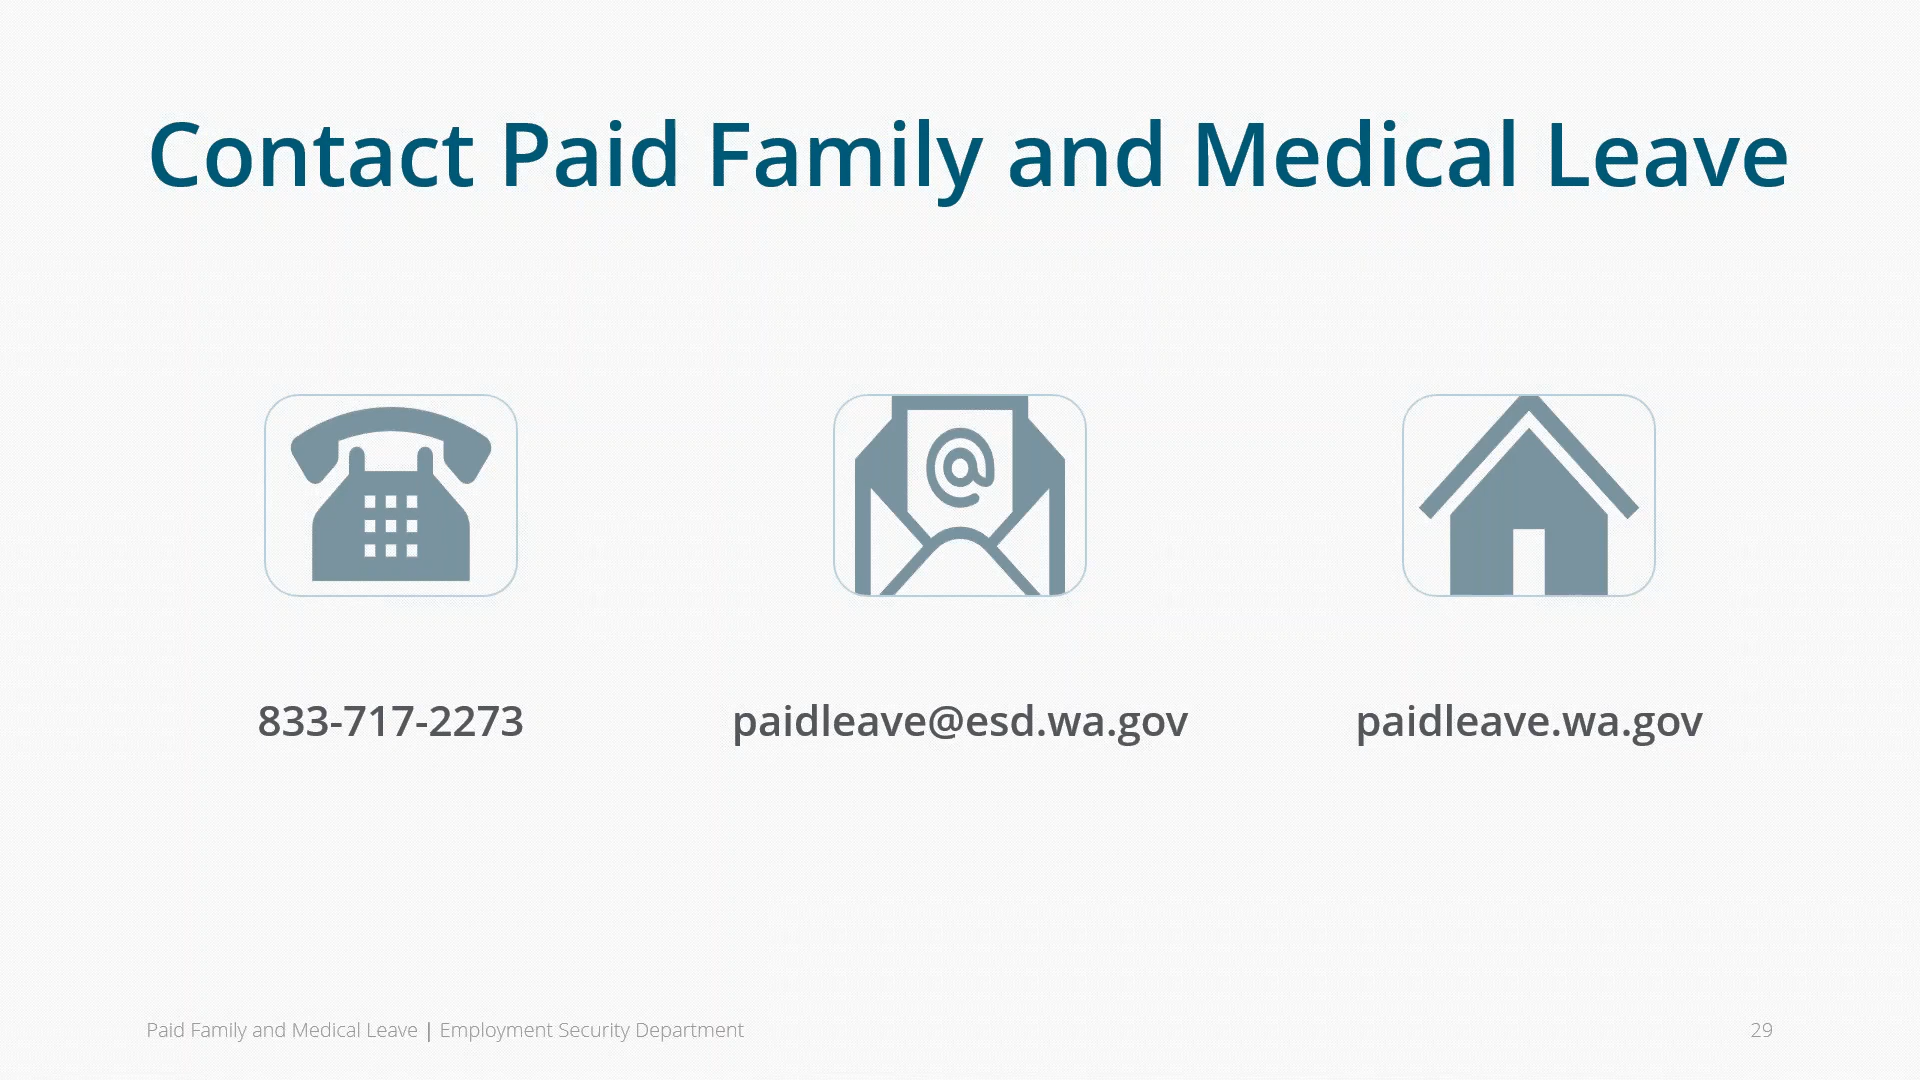 Contact Paid Family and Medical Leave
@
833-717-2273
paidleave@esd.wa.gov
paidleave.wa.gov
Paid Family and Medical Leave | Employment Security Department
29